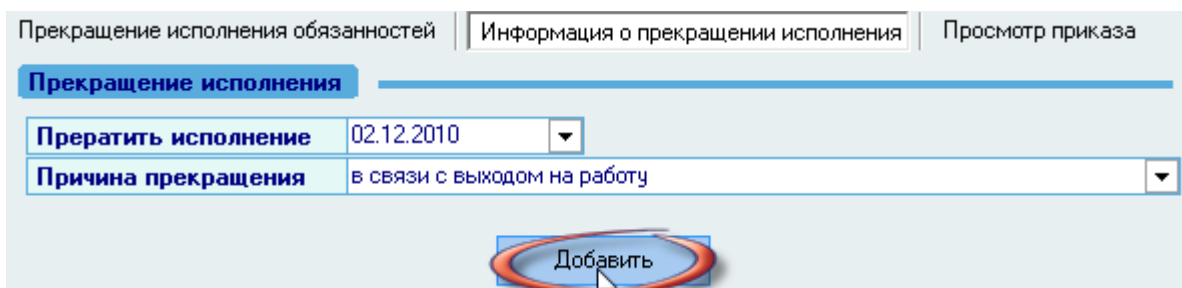 Прекращение исполнения обязанностей Информация о прекращении исполнения Просмотр приказа
Прекращение исполнения
Прератить исполнение 02.12.2010
Причина прекращения в связи с выходом на работу
Добавить